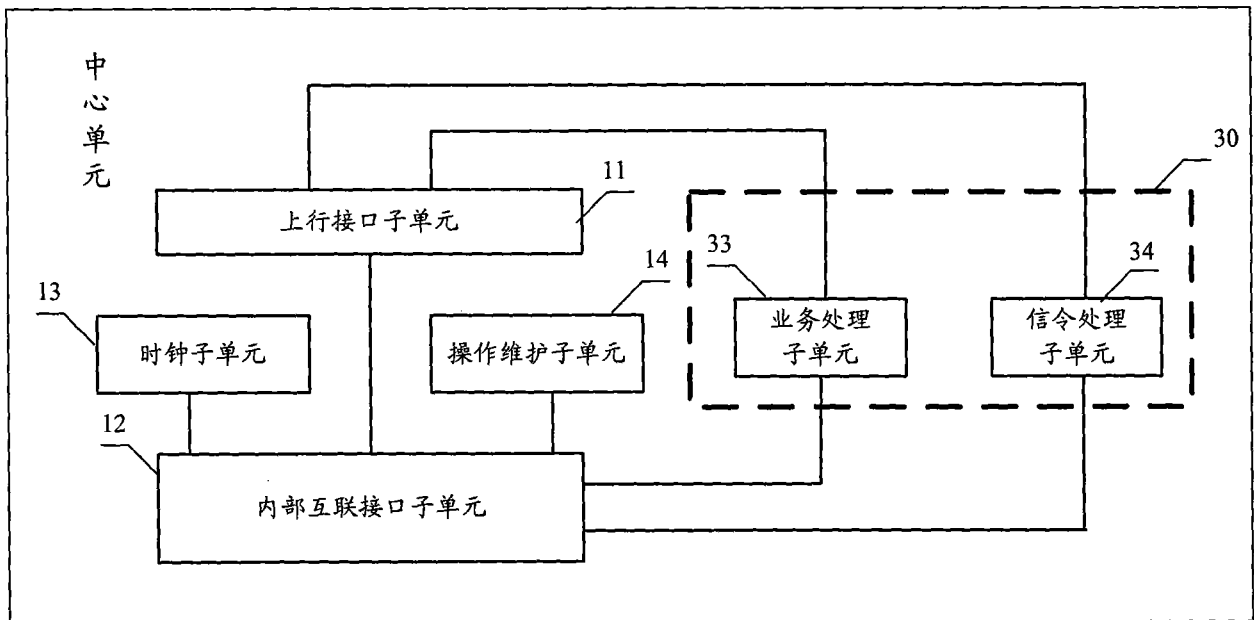 中
心
单
元
30
11
上行接口子单元
33
34
14
13
业务处理
子单元
信令处理
子单元
时钟子单元
操作维护子单元
12
内部互联接口子单元